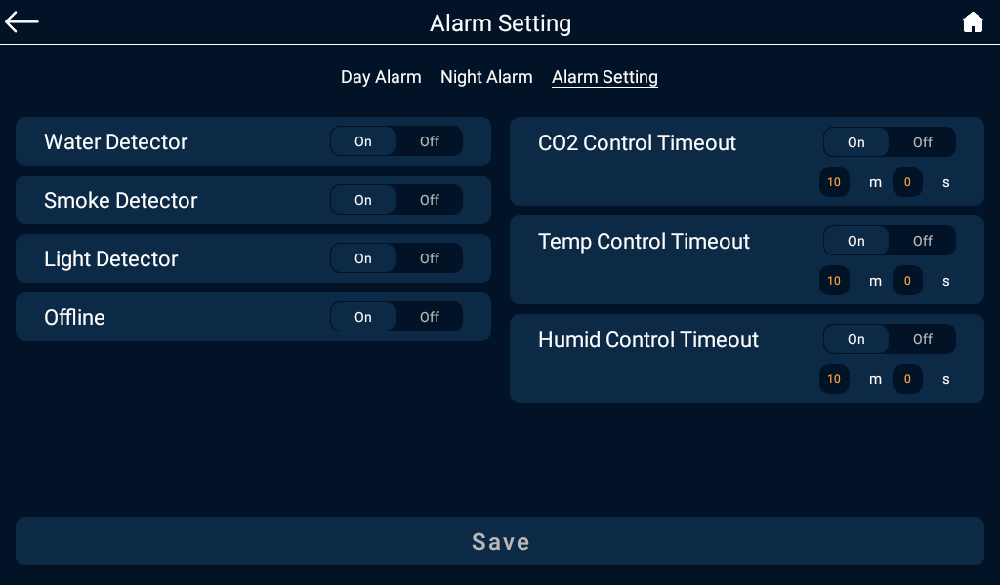 Alarm Setting
Day Alarm Night Alarm Alarm Setting
Water Detector On Off
Smoke Detector On Off
Light Detector On Off
Offline On Off
CO2 Control Timeout On Off
10 m 0 s
Temp Control Timeout On Off
10 m 0 s
Humid Control Timeout On Off
10 m 0 s
Save